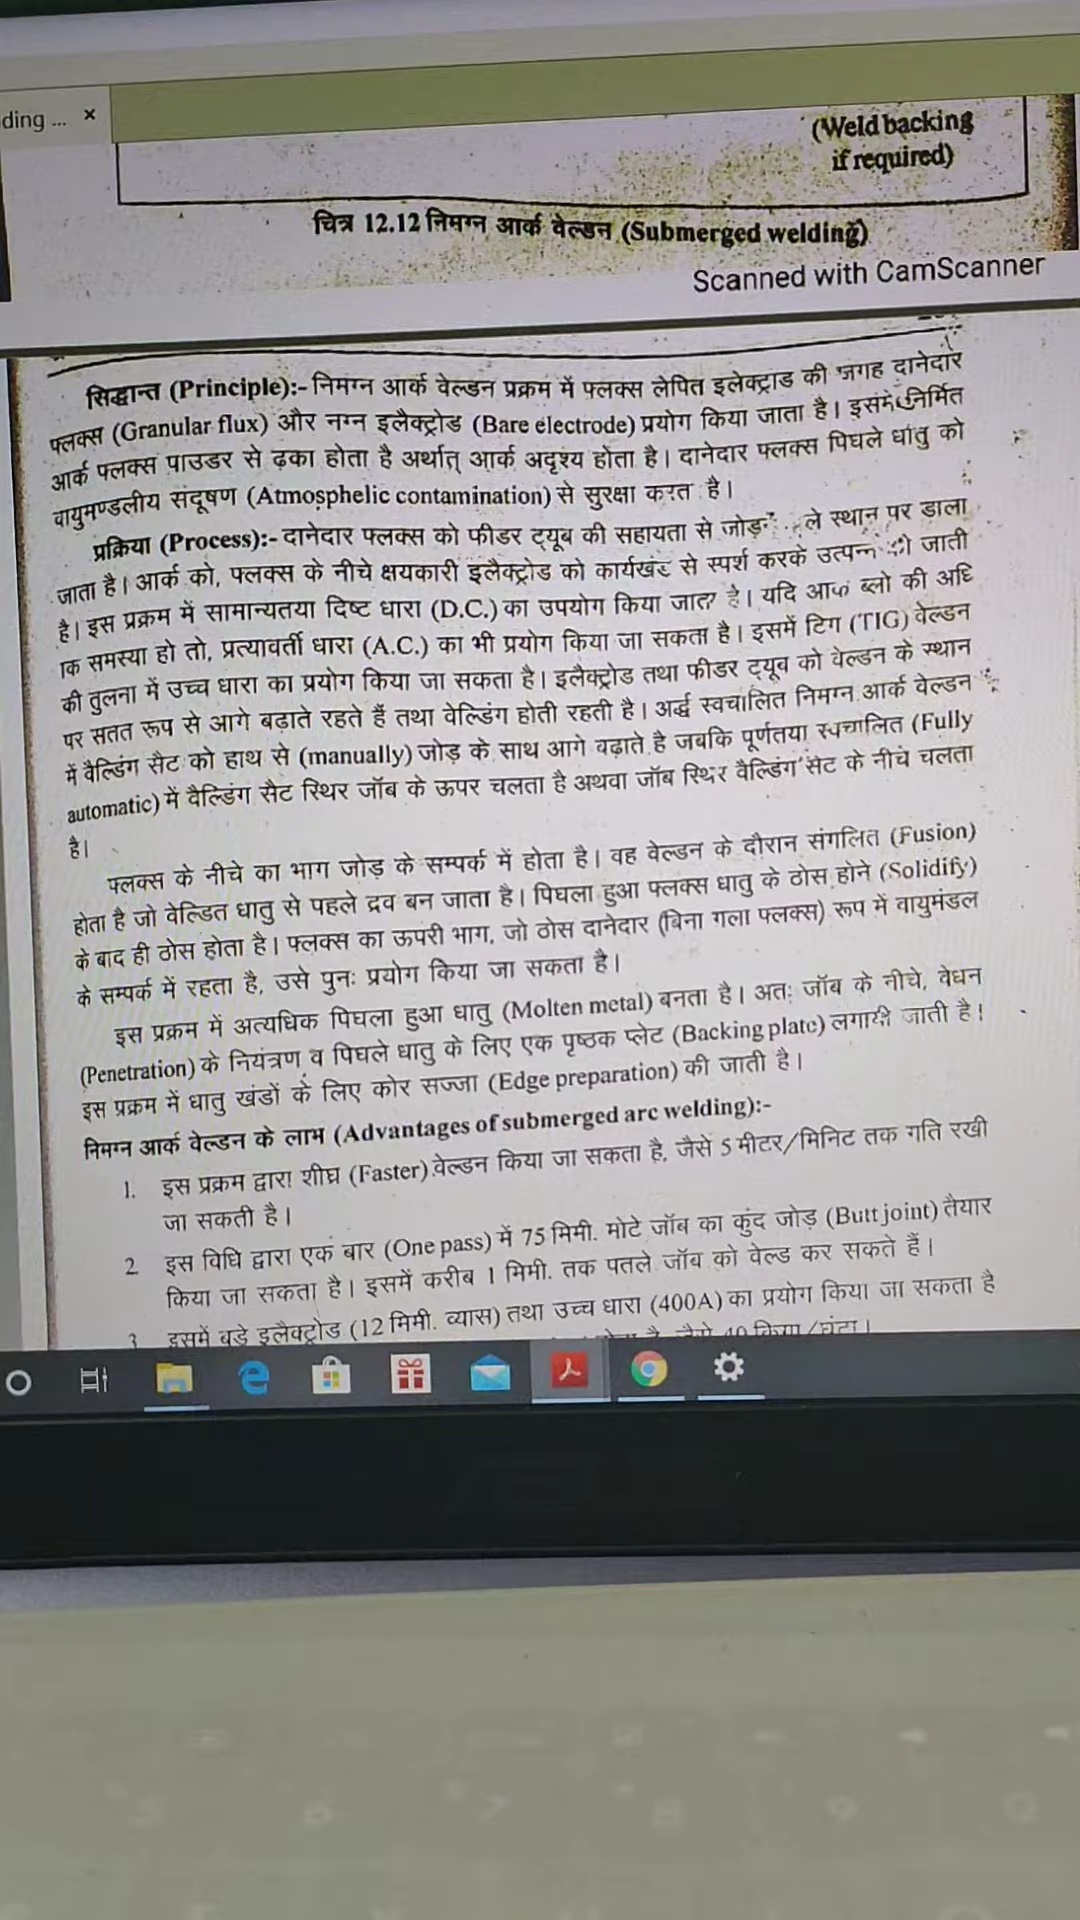 ding ... ×
(Weld backing
if required)
चित्र 12.12 निमग्न आर्क वेल्डन (Submerged welding)
Scanned with CamScanner
सिद्धान्त (Principle):- निमग्न आर्क वेल्डन प्रक्रम में फ्लक्स लेपित इलेक्ट्राड की जगह दानेदार
फ्लक्स (Granular flux) और नग्न इलैक्ट्रोड (Bare electrode) प्रयोग किया जाता है। इसमें निर्मित
आर्क फ्लक्स पाउडर से ढ़का होता है अर्थात् आर्क अदृश्य होता है। दानेदार फ्लक्स पिघले धातु को
वायुमण्डलीय संदूषण (Atmosphelic contamination) से सुरक्षा करत है।
प्रक्रिया (Process):- दानेदार फ्लक्स को फीडर ट्यूब की सहायता से स्थान पर डाला
जाता है। आर्क को, फ्लक्स के नीचे क्षयकारी इलैक्ट्रोड को कार्यखंड से स्पर्श करके उत्पन्न की जाती
है। इस प्रक्रम में सामान्यतया दिष्ट धारा (D.C.) का उपयोग किया जाता है। यदि आर्क ब्लो की अधि
क समस्या हो तो, प्रत्यावर्ती धारा (A.C.) का भी प्रयोग किया जा सकता है। इसमें टिग (TIG) वेल्डन
की तुलना में उच्च धारा का प्रयोग किया जा सकता है। इलैक्ट्रोड तथा फीडर ट्यूव को वेल्डन के स्थान
पर सतत रूप से आगे बढ़ाते रहते हैं तथा वेल्डिंग होती रहती है। अर्द्ध स्वचालित निमग्न आर्क वेल्डन
में वैल्डिंग सैट को हाथ से (manually) जोड़ के साथ आगे बढ़ाते है जबकि पूर्णतया स्वचालित (Fully
automatic) में वैल्डिंग सैट स्थिर जॉब के ऊपर चलता है अथवा जॉब स्थिर वैल्डिंग सैट के नीचे चलता
है।
फ्लक्स के नीचे का भाग जोड़ के सम्पर्क में होता है। वह वेल्डन के दौरान संगलित (Fusion)
होता है जो वेल्डित धातु से पहले द्रव बन जाता है। पिघला हुआ फ्लक्स धातु के ठोस होने (Solidify)
के बाद ही ठोस होता है। फ्लक्स का ऊपरी भाग, जो ठोस दानेदार (बिना गला फ्लक्स) रूप में वायुमंडल
के सम्पर्क में रहता है, उसे पुनः प्रयोग किया जा सकता है।
इस प्रक्रम में अत्यधिक पिघला हुआ धातु (Molten metal) बनता है। अतः जॉब के नीचे, वेधन
(Penetration) के नियंत्रण व पिघले धातु के लिए एक पृष्ठक प्लेट (Backing plate) लगायी जाती है।
इस प्रक्रम में धातु खंडों के लिए कोर सज्जा (Edge preparation) की जाती है।
निमग्न आर्क वेल्डन के लाभ (Advantages of submerged arc welding):-
1. इस प्रक्रम द्वारा शीघ्र (Faster) वेल्डन किया जा सकता है, जैसे 5 मीटर/मिनिट तक गति रखी
जा सकती है।
2 इस विधि द्वारा एक बार (One pass) में 75 मिमी. मोटे जॉब का कुंद जोड़ (Butt joint) तैयार
किया जा सकता है। इसमें करीब 1 मिमी. तक पतले जॉब को वेल्ड कर सकते हैं।
3 इसमें बड़े इलैक्ट्रोड (12 मिमी. व्यास) तथा उच्च धारा (400A) का प्रयोग किया जा सकता है
जैसे 40 किग्रा/घंटा।